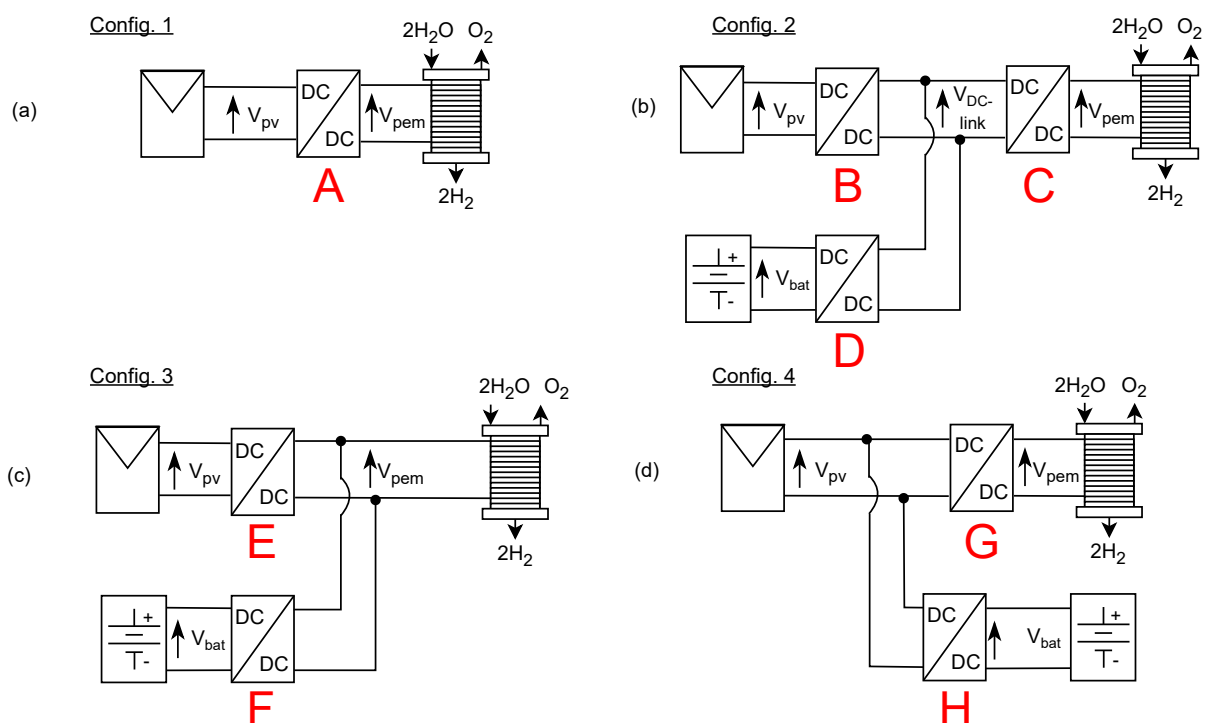 Config. 1
2H2O O2
(a)
DC
DC
Vpv
Vpem
A
2H2
Config. 2
2H2O O2
(b)
DC
DC
Vpv
VDC-
link
DC
DC
Vpem
B
C
2H2
+
-
Vbat
DC
DC
D
Config. 3
2H2O O2
(c)
DC
DC
Vpv
Vpem
E
2H2
+
-
Vbat
DC
DC
F
Config. 4
2H2O O2
(d)
Vpv
DC
DC
Vpem
G
2H2
DC
DC
Vbat
+
-
H